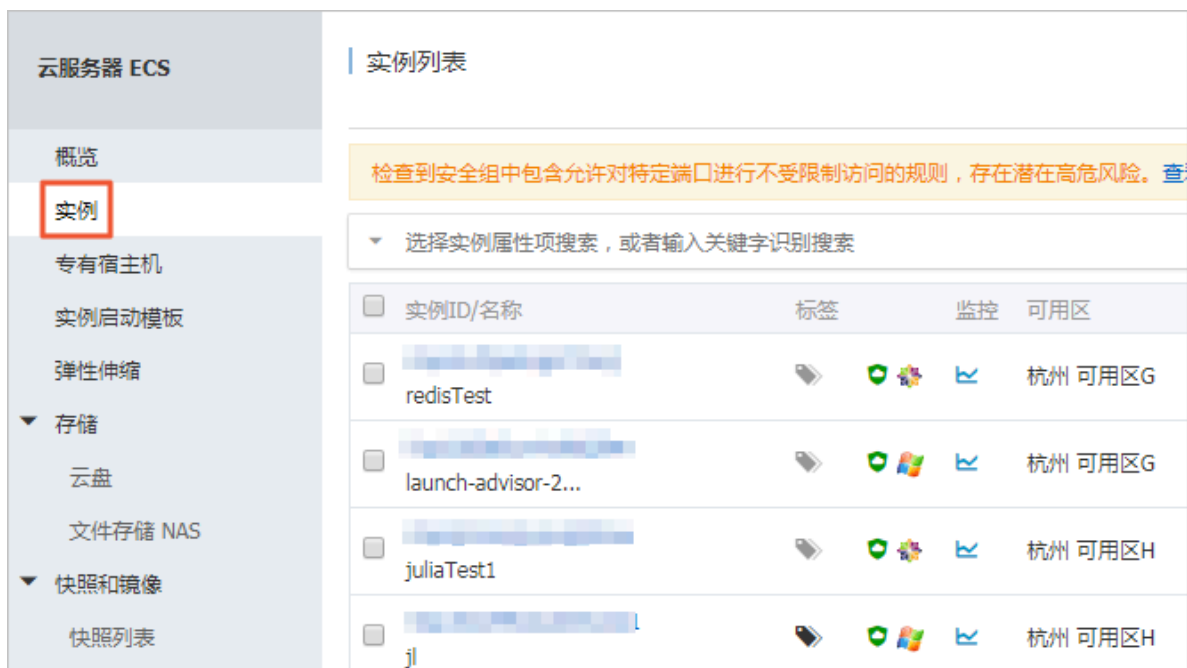 云服务器 ECS
概览
实例
专有宿主机
实例启动模板
弹性伸缩
存储
云盘
文件存储 NAS
快照和镜像
快照列表
实例列表
检查到安全组中包含允许对特定端口进行不受限制访问的规则，存在潜在高危风险。查
选择实例属性项搜索，或者输入关键字识别搜索
实例ID/名称 标签 监控 可用区
redisTest 杭州 可用区G
launch-advisor-2... 杭州 可用区G
juliaTest1 杭州 可用区H
jl 杭州 可用区H